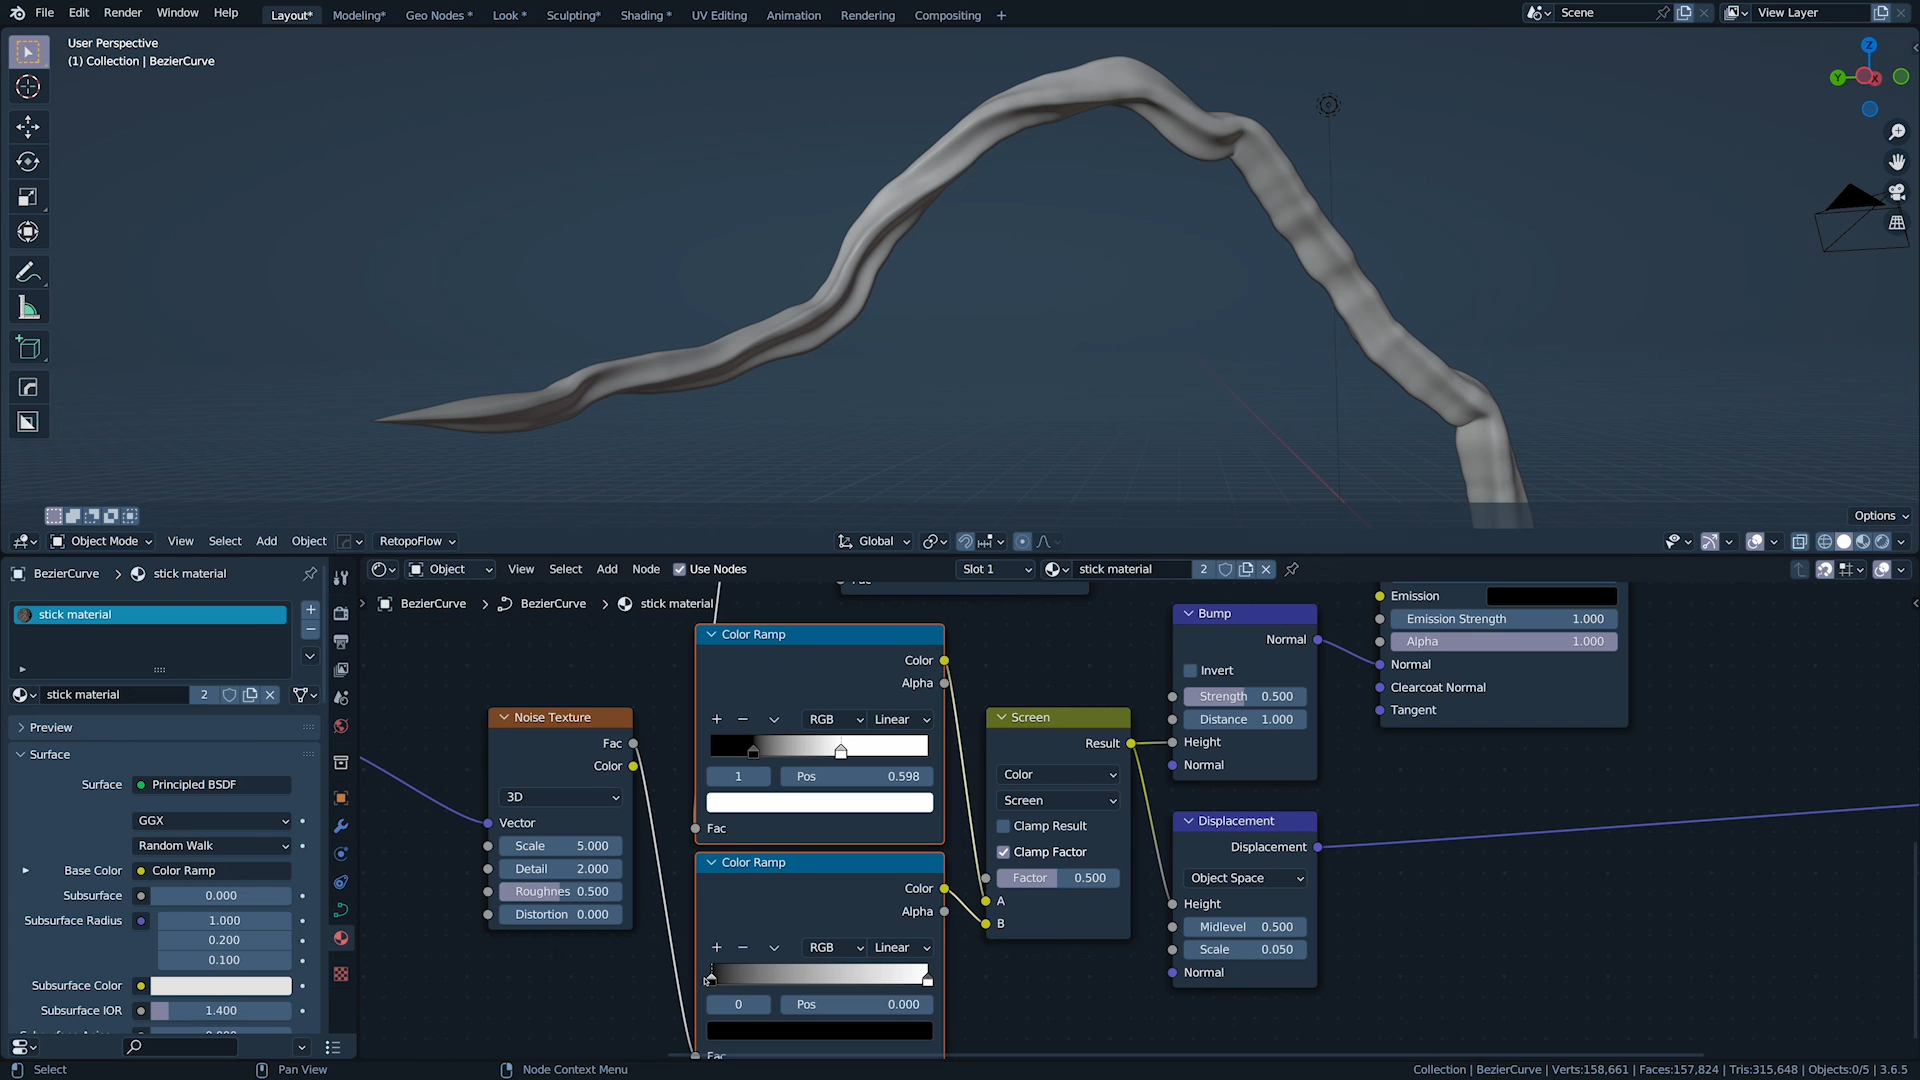 File Edit Render Window Help Layout* Modeling* Geo Nodes * Look * Sculpting* Shading * UV Editing Animation Rendering Compositing Scene View Layer
User Perspective
(1) Collection | BezierCurve
Z
Y X
Options
Object Mode View Select Add Object RetopoFlow Global
BezierCurve > stick material
Object View Select Add Node Use Nodes Slot 1 stick material 2
BezierCurve > BezierCurve > stick material
stick material
stick material 2
Preview
Surface
Surface Principled BSDF
GGX
Random Walk
Base Color Color Ramp
Subsurface 0.000
Subsurface Radius 1.000
0.200
0.100
Subsurface Color
Subsurface IOR 1.400
Noise Texture
Fac
Color
3D
Vector
Scale 5.000
Detail 2.000
Roughnes 0.500
Distortion 0.000
Color Ramp
Color
Alpha
RGB Linear
1 Pos 0.598
Fac
Color Ramp
Color
Alpha
RGB Linear
0 Pos 0.000
Fac
Screen
Result
Color
Screen
Clamp Result
Clamp Factor
Factor 0.500
A
B
Bump
Normal
Invert
Strength 0.500
Distance 1.000
Height
Normal
Displacement
Displacement
Object Space
Height
Midlevel 0.500
Scale 0.050
Normal
Emission
Emission Strength 1.000
Alpha 1.000
Normal
Clearcoat Normal
Tangent
Select Pan View Node Context Menu Collection | BezierCurve | Verts:158,661 | Faces:157,824 | Tris:315,648 | Objects:0/5 | 3.6.5